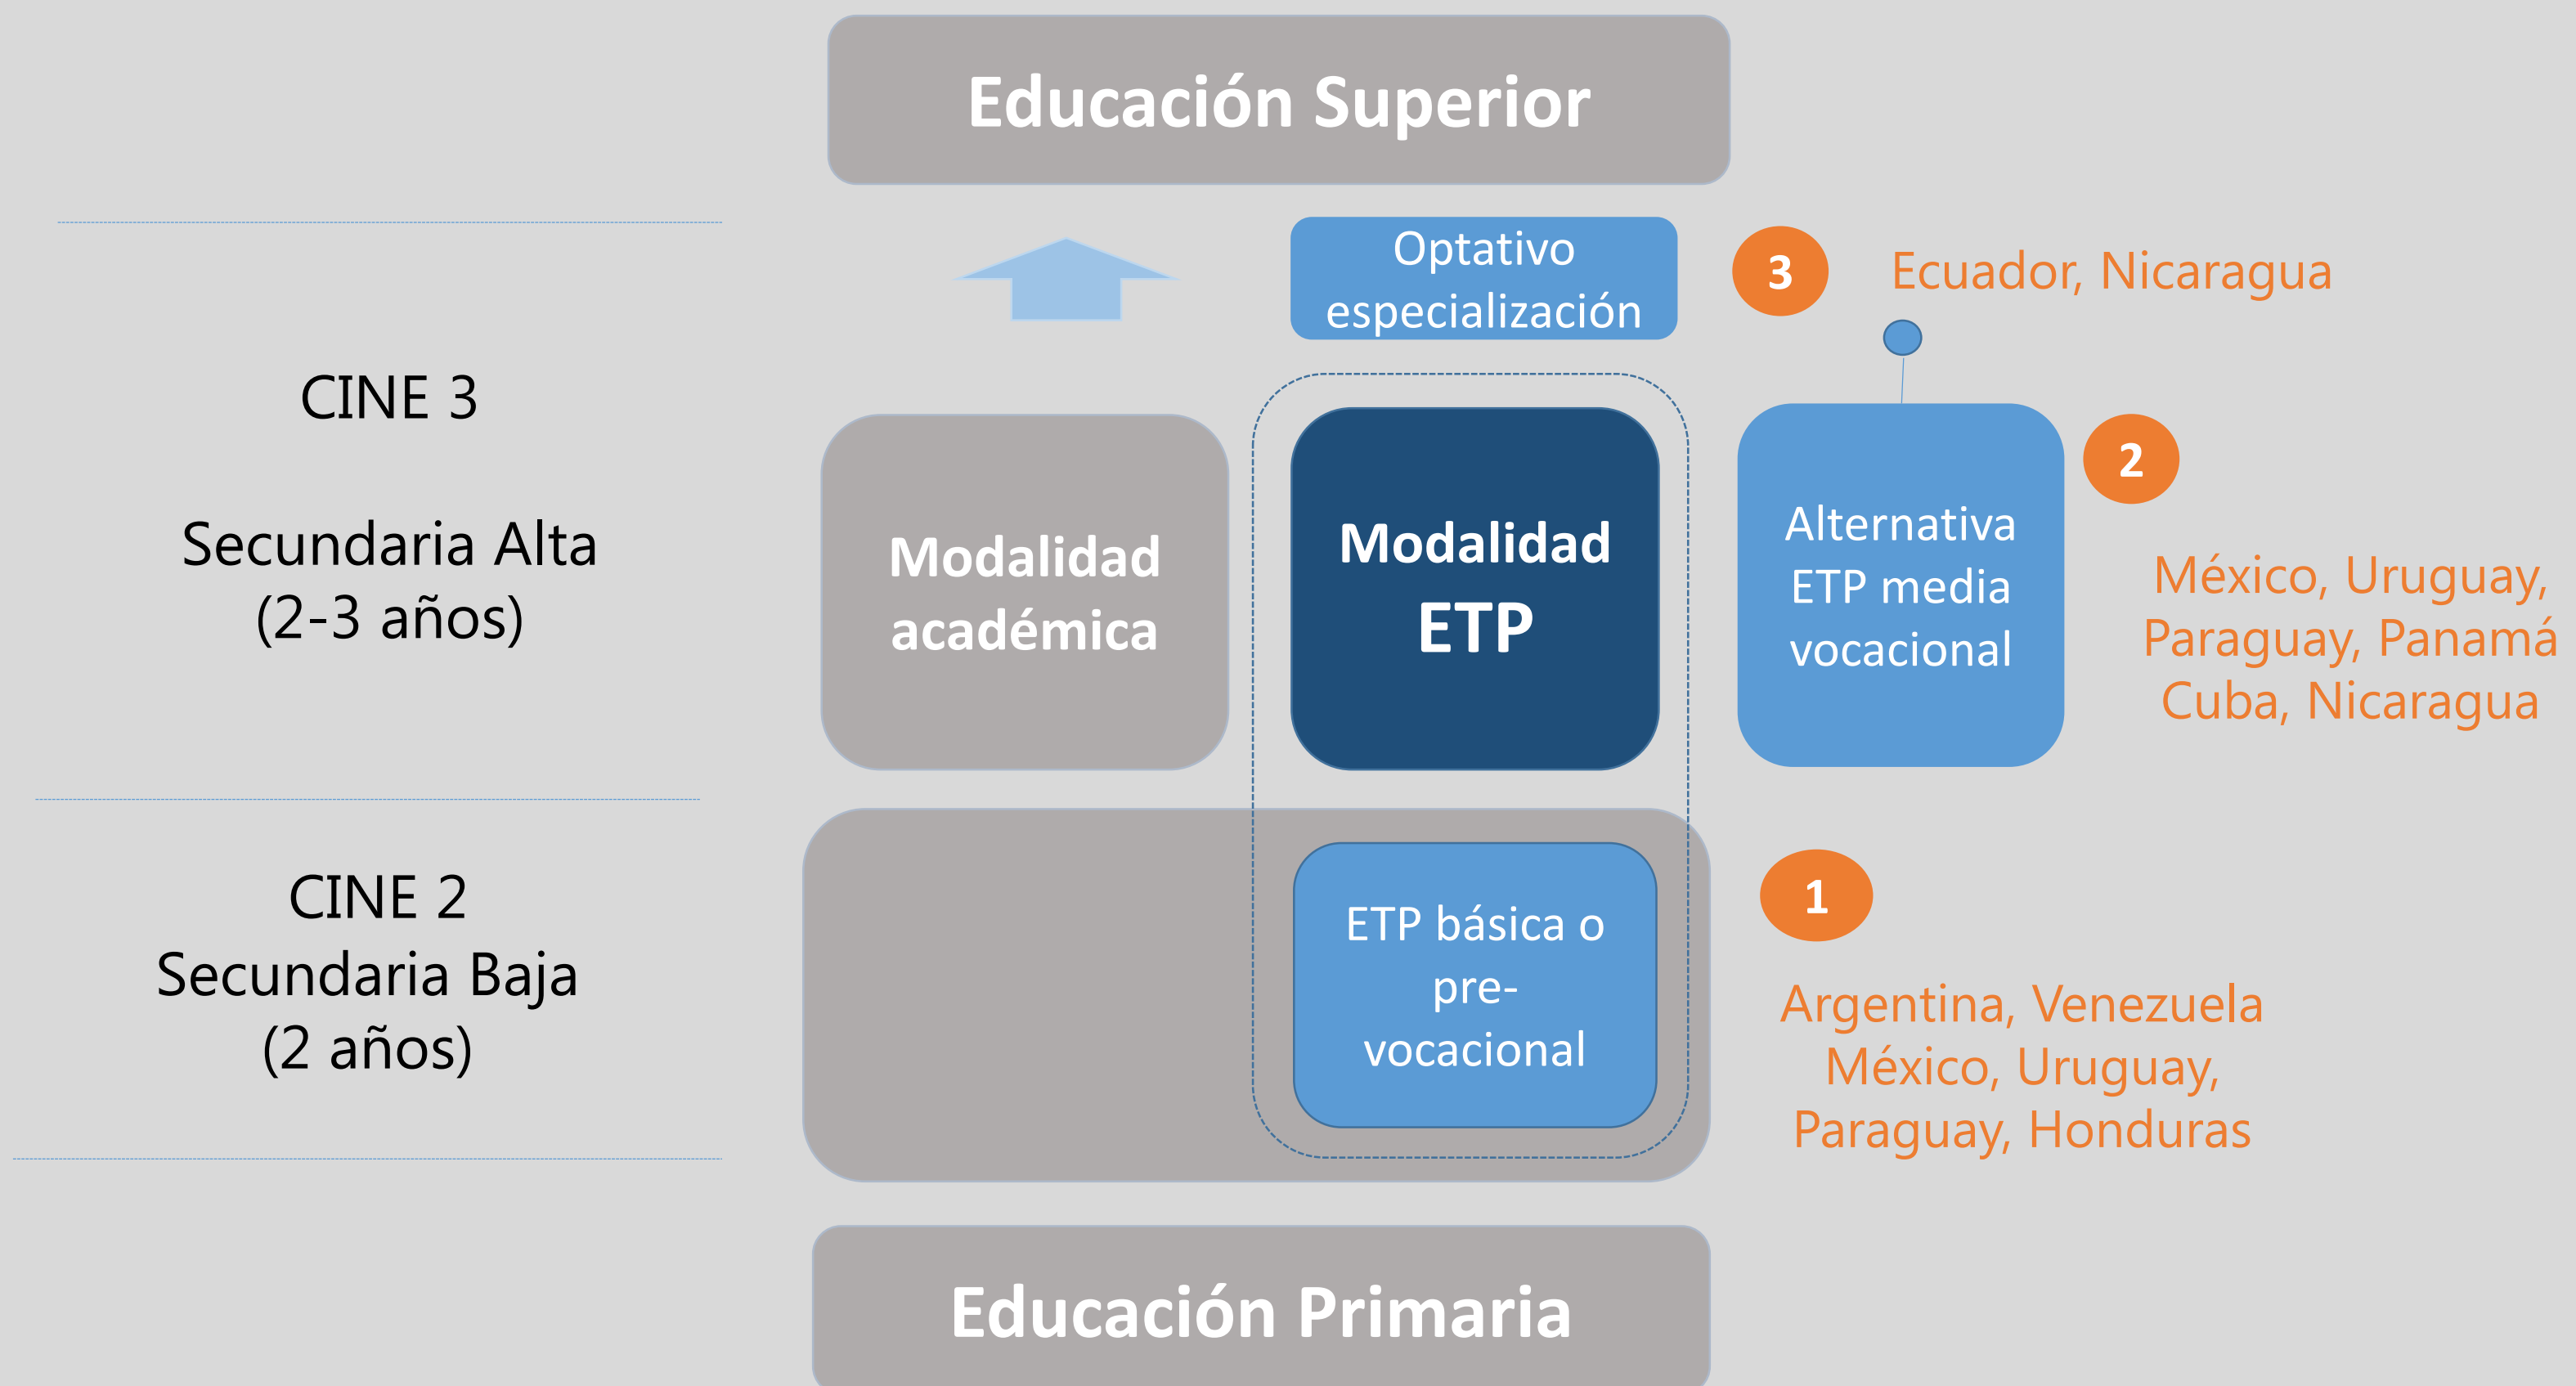 Educación Superior
Optativo
especialización
3
Ecuador, Nicaragua
CINE 3
Secundaria Alta
(2-3 años)
Modalidad
académica
Modalidad
ETP
Alternativa
ETP media
vocacional
2
México, Uruguay,
Paraguay, Panamá
Cuba, Nicaragua
CINE 2
Secundaria Baja
(2 años)
ETP básica o
pre-
vocacional
1
Argentina, Venezuela
México, Uruguay,
Paraguay, Honduras
Educación Primaria